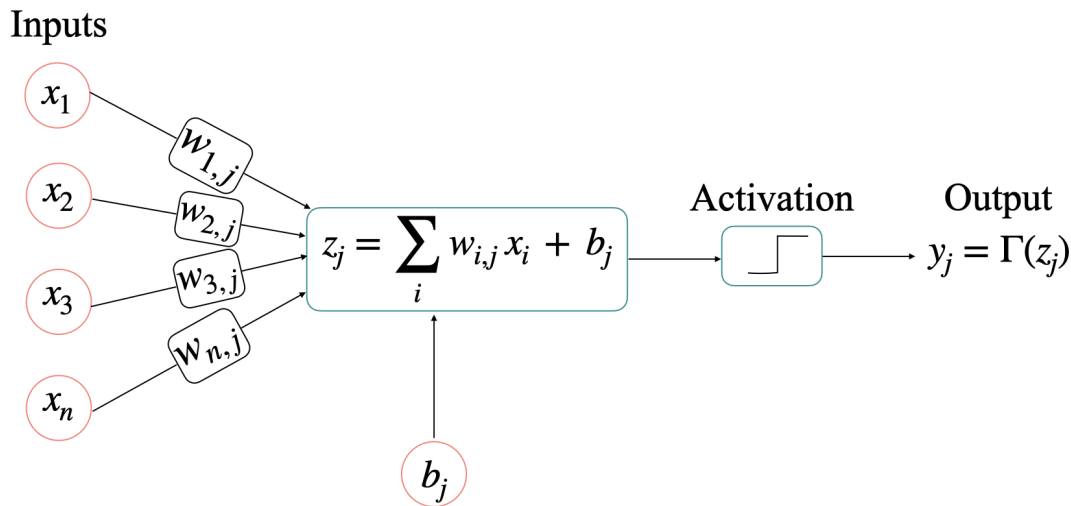 Inputs
x₁
w₁,ⱼ
x₂
w₂,ⱼ
x₃
w₃,ⱼ
xₙ
wₙ,ⱼ
zⱼ = ∑ᵢ wᵢ,ⱼ xᵢ + bⱼ
bⱼ
Activation
Output
yⱼ = Γ(zⱼ)